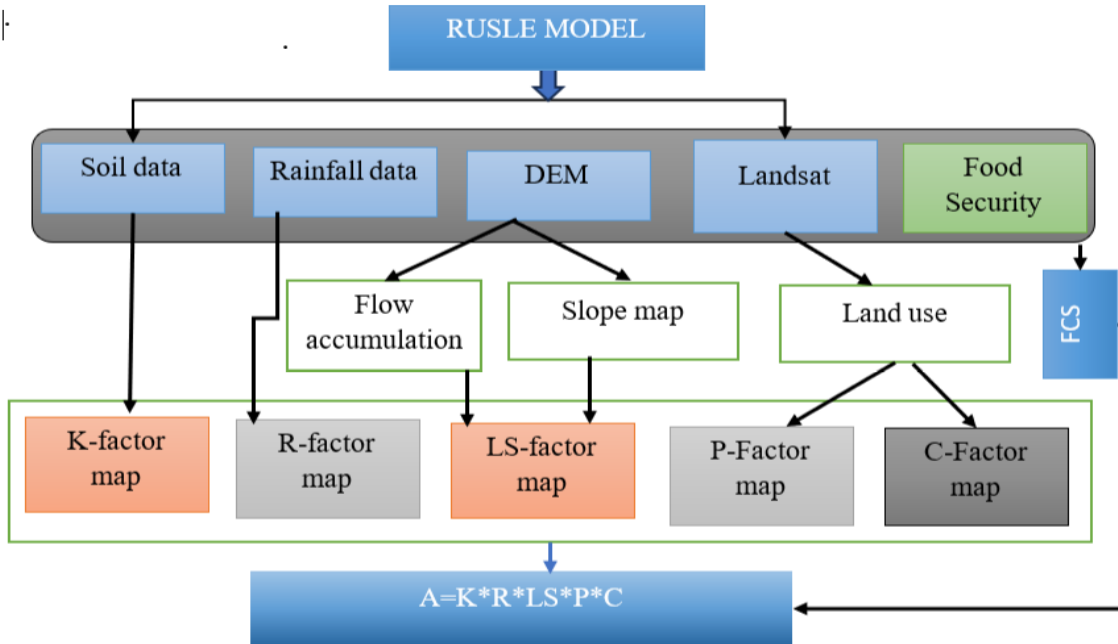 RUSLE MODEL
Soil data
Rainfall data
DEM
Landsat
Food
Security
Flow
accumulation
Slope map
Land use
FCS
K-factor
map
R-factor
map
LS-factor
map
P-Factor
map
C-Factor
map
A=K*R*LS*P*C